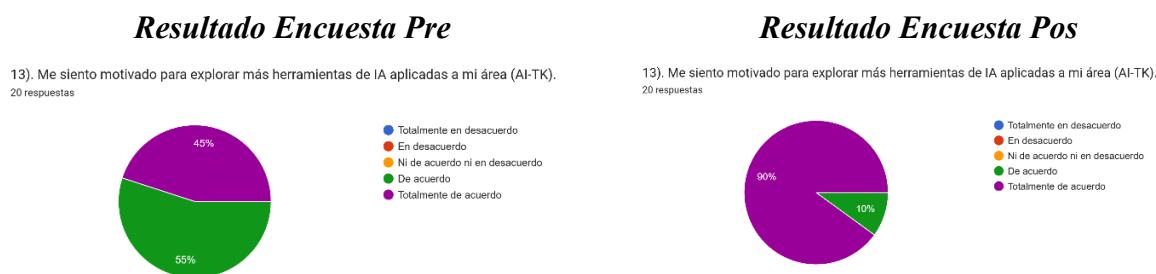 Resultado Encuesta Pre
13). Me siento motivado para explorar más herramientas de IA aplicadas a mi área (AI-TK).
20 respuestas
45%
55%
Totalmente en desacuerdo
En desacuerdo
Ni de acuerdo ni en desacuerdo
De acuerdo
Totalmente de acuerdo
Resultado Encuesta Pos
13). Me siento motivado para explorar más herramientas de IA aplicadas a mi área (AI-TK).
20 respuestas
90%
10%
Totalmente en desacuerdo
En desacuerdo
Ni de acuerdo ni en desacuerdo
De acuerdo
Totalmente de acuerdo